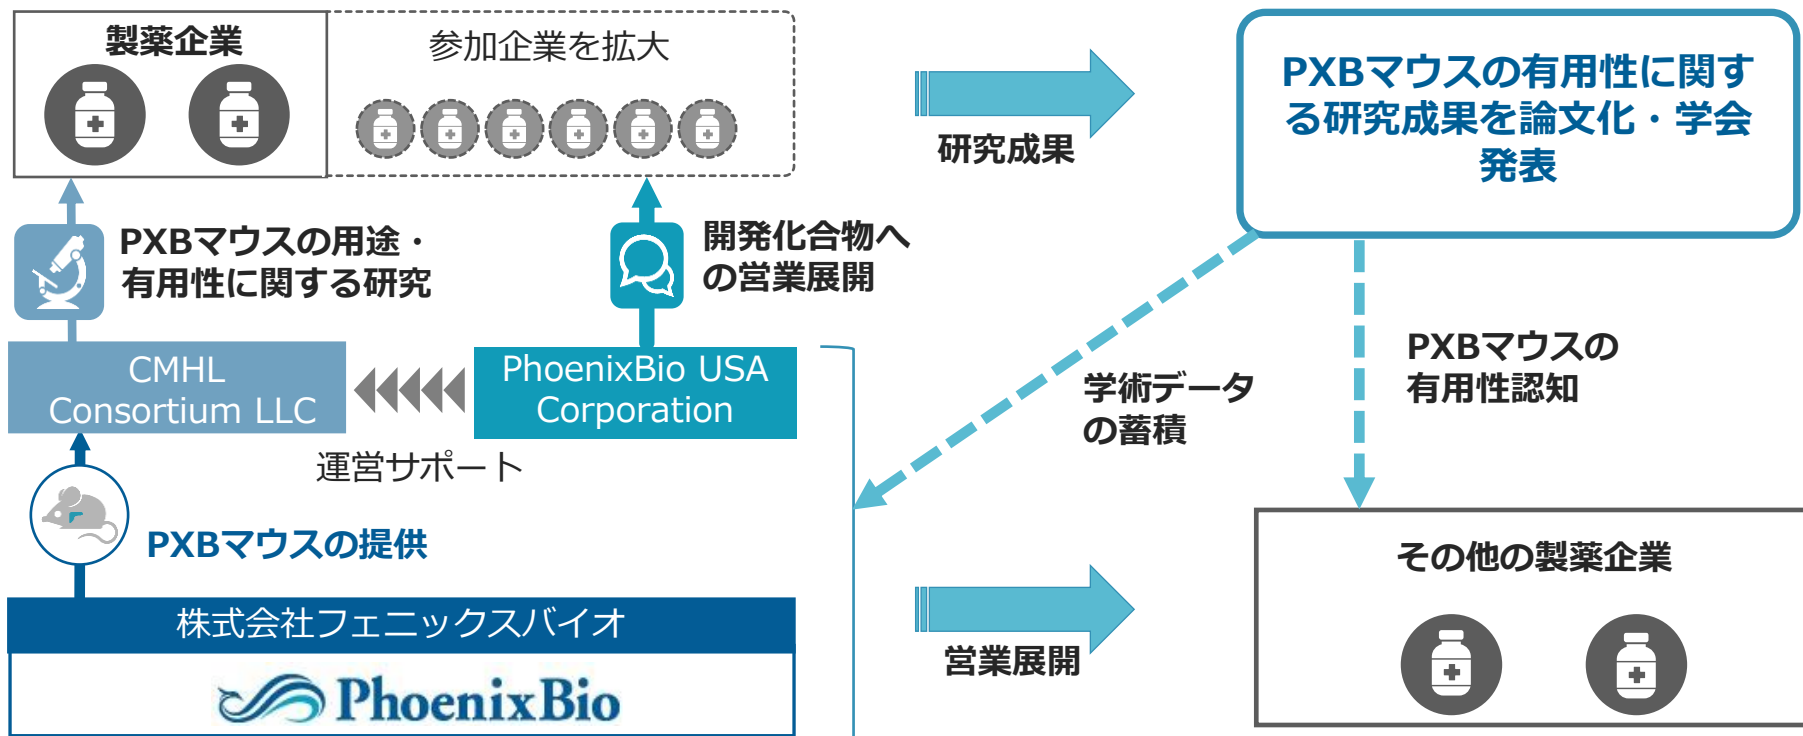 製薬企業
参加企業を拡大
研究成果
PXBマウスの有用性に関す
る研究成果を論文化・学会
発表
PXBマウスの用途・
有用性に関する研究
開発化合物へ
の営業展開
CMHL
Consortium LLC
PhoenixBio USA
Corporation
運営サポート
学術データ
の蓄積
PXBマウスの
有用性認知
PXBマウスの提供
株式会社フェニックスバイオ
PhoenixBio
営業展開
その他の製薬企業